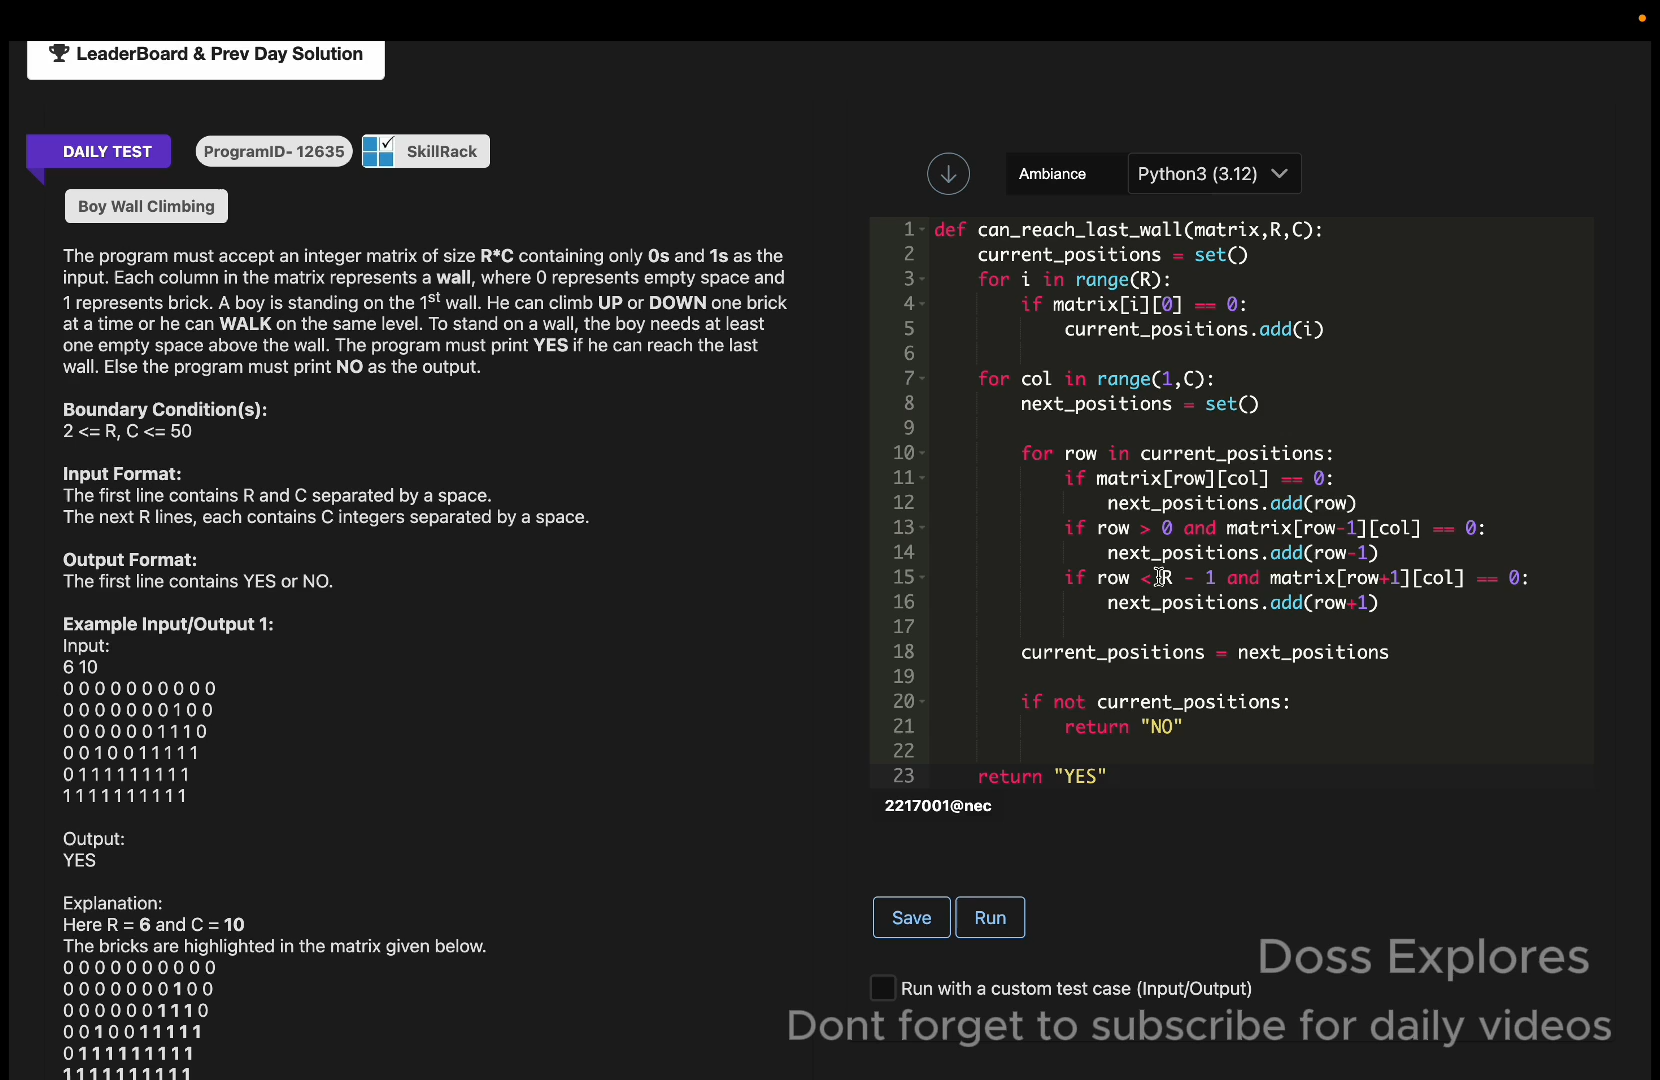 LeaderBoard & Prev Day Solution
DAILY TEST
ProgramID- 12635
SkillRack
Boy Wall Climbing
The program must accept an integer matrix of size R*C containing only 0s and 1s as the
input. Each column in the matrix represents a wall, where 0 represents empty space and
1 represents brick. A boy is standing on the 1st wall. He can climb UP or DOWN one brick
at a time or he can WALK on the same level. To stand on a wall, the boy needs at least
one empty space above the wall. The program must print YES if he can reach the last
wall. Else the program must print NO as the output.
Boundary Condition(s):
2 <= R, C <= 50
Input Format:
The first line contains R and C separated by a space.
The next R lines, each contains C integers separated by a space.
Output Format:
The first line contains YES or NO.
Example Input/Output 1:
Input:
6 10
0 0 0 0 0 0 0 0 0 0
0 0 0 0 0 0 0 1 0 0
0 0 0 0 0 0 1 1 1 0
0 0 1 0 0 1 1 1 1 1
0 1 1 1 1 1 1 1 1 1
1 1 1 1 1 1 1 1 1 1
Output:
YES
Explanation:
Here R = 6 and C = 10
The bricks are highlighted in the matrix given below.
0 0 0 0 0 0 0 0 0 0
0 0 0 0 0 0 0 1 0 0
0 0 0 0 0 0 1 1 1 0
0 0 1 0 0 1 1 1 1 1
0 1 1 1 1 1 1 1 1 1
1 1 1 1 1 1 1 1 1 1
Ambiance
Python3 (3.12)
1 def can_reach_last_wall(matrix,R,C):
2 current_positions = set()
3 for i in range(R):
4 if matrix[i][0] == 0:
5 current_positions.add(i)
6
7 for col in range(1,C):
8 next_positions = set()
9
10 for row in current_positions:
11 if matrix[row][col] == 0:
12 next_positions.add(row)
13 if row > 0 and matrix[row-1][col] == 0:
14 next_positions.add(row-1)
15 if row < R - 1 and matrix[row+1][col] == 0:
16 next_positions.add(row+1)
17
18 current_positions = next_positions
19
20 if not current_positions:
21 return "NO"
22
23 return "YES"
2217001@nec
Save
Run
Run with a custom test case (Input/Output)
Doss Explores
Dont forget to subscribe for daily videos